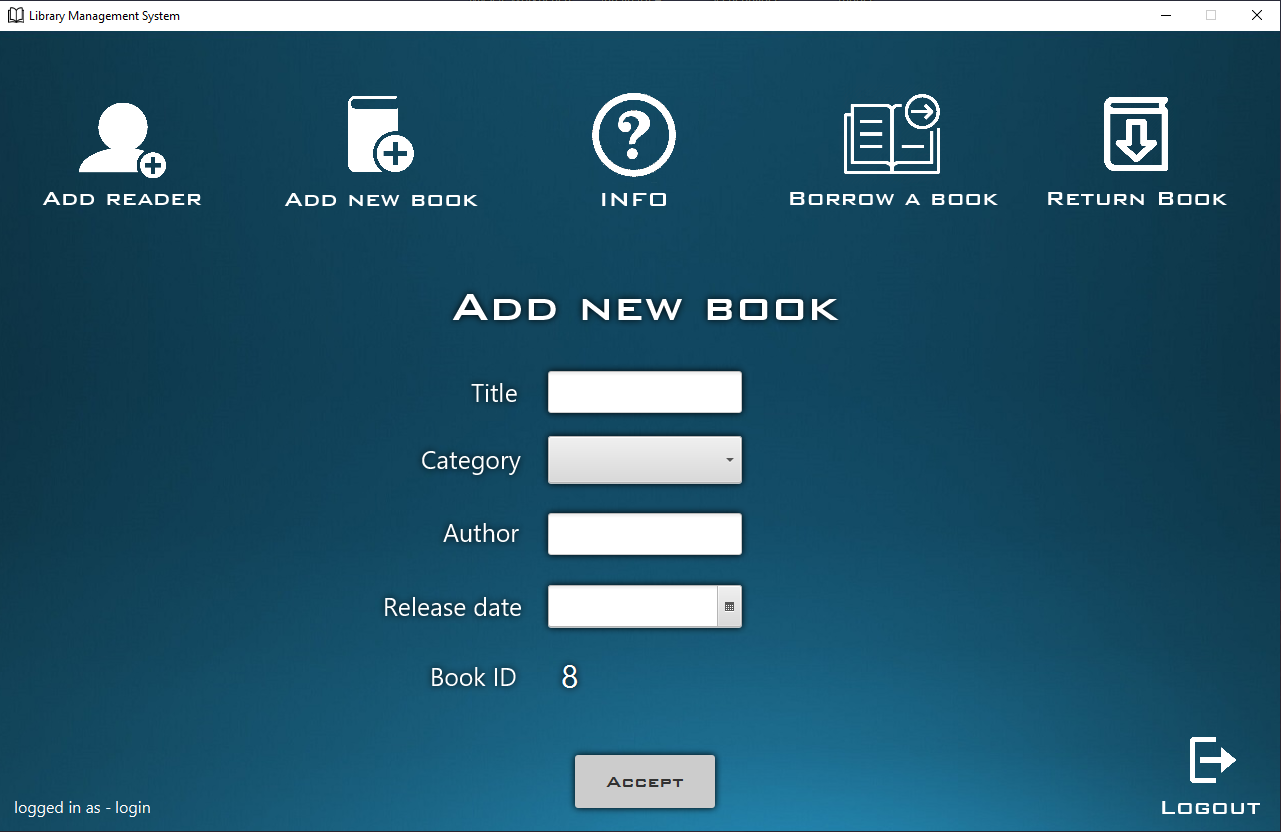 Library Management System
Add reader
Add new book
INFO
Borrow a book
Return Book
Add new book
Title
Category
Author
Release date
Book ID 8
Accept
logged in as - login
Logout